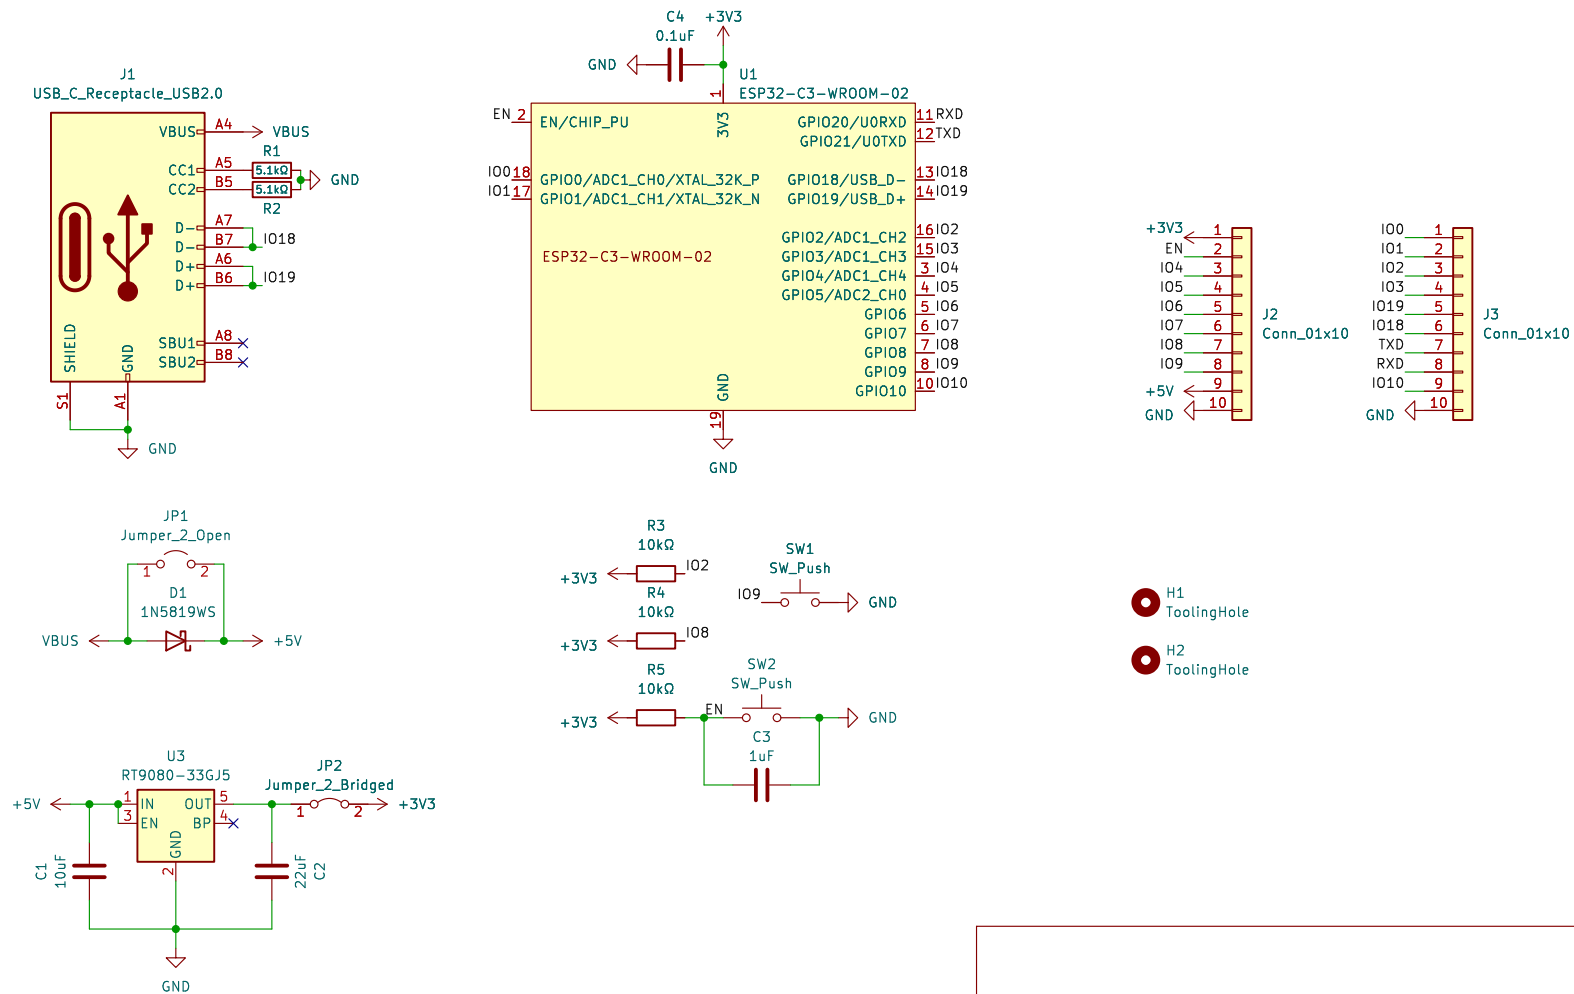 J1
USB_C_Receptacle_USB2.0
VBUS
A4
VBUS
R1
CC1
A5
5.1kΩ
GND
CC2
B5
5.1kΩ
R2
D-
A7
D-
B7
IO18
D+
A6
D+
B6
IO19
SBU1
A8
SBU2
B8
SHIELD
GND
S1
A1
GND
C4
0.1uF
GND
+3V3
U1
ESP32-C3-WROOM-02
1
3V3
EN
2
EN/CHIP_PU
IO0
18
GPIO0/ADC1_CH0/XTAL_32K_P
IO1
17
GPIO1/ADC1_CH1/XTAL_32K_N
ESP32-C3-WROOM-02
GPIO20/U0RXD
11
RXD
GPIO21/U0TXD
12
TXD
GPIO18/USB_D-
13
IO18
GPIO19/USB_D+
14
IO19
GPIO2/ADC1_CH2
16
IO2
GPIO3/ADC1_CH3
15
IO3
GPIO4/ADC1_CH4
3
IO4
GPIO5/ADC2_CH0
4
IO5
GPIO6
5
IO6
GPIO7
6
IO7
GPIO8
7
IO8
GPIO9
8
IO9
GPIO10
10
IO10
GND
19
GND
+3V3
1
EN
2
IO4
3
IO5
4
IO6
5
IO7
6
IO8
7
IO9
8
+5V
9
GND
10
J2
Conn_01x10
IO0
1
IO1
2
IO2
3
IO3
4
IO19
5
IO18
6
TXD
7
RXD
8
IO10
9
GND
10
J3
Conn_01x10
JP1
Jumper_2_Open
1
2
D1
1N5819WS
VBUS
+5V
R3
10kΩ
+3V3
IO2
R4
10kΩ
+3V3
IO8
R5
10kΩ
+3V3
EN
SW1
SW_Push
IO9
GND
SW2
SW_Push
GND
C3
1uF
H1
ToolingHole
H2
ToolingHole
U3
RT9080-33GJ5
+5V
1
IN
3
EN
OUT
5
BP
4
GND
2
JP2
Jumper_2_Bridged
1
2
+3V3
C1
10uF
22uF
C2
GND